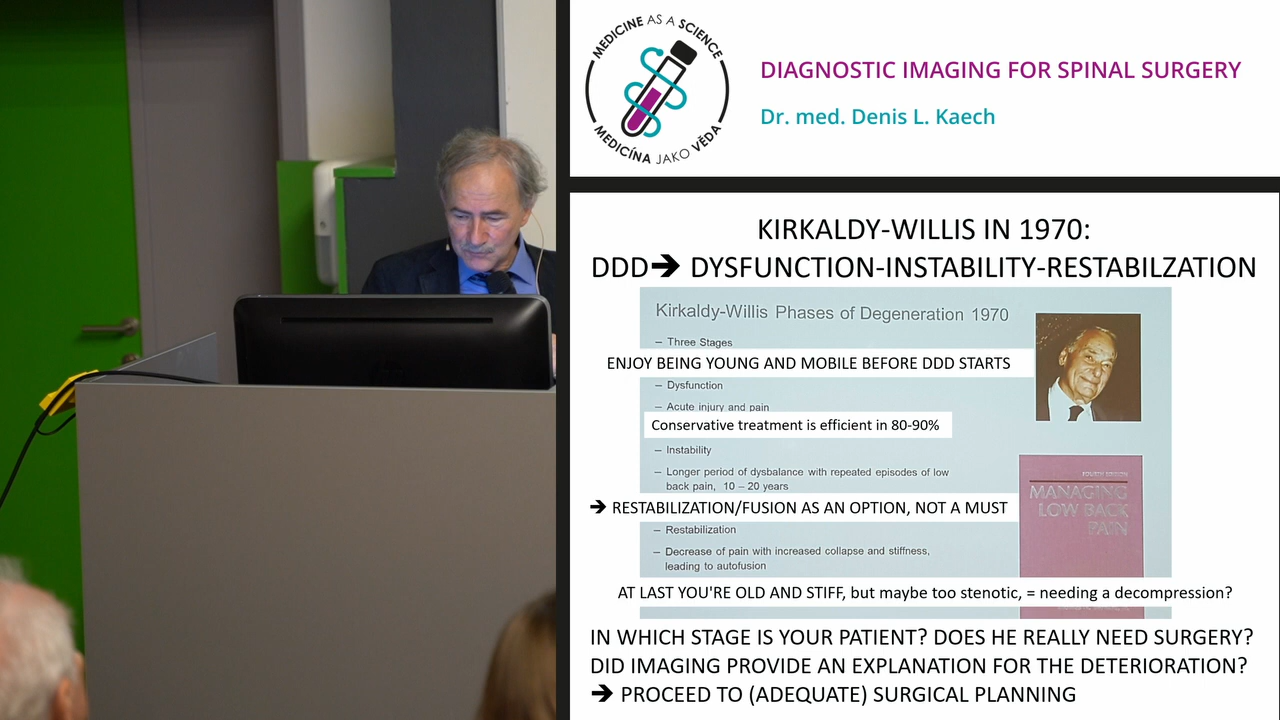 MEDICINE AS A SCIENCE
MEDICÍNA JAKO VĚDA
DIAGNOSTIC IMAGING FOR SPINAL SURGERY
Dr. med. Denis L. Kaech
KIRKALDY-WILLIS IN 1970:
DDD➔ DYSFUNCTION-INSTABILITY-RESTABILZATION
Kirkaldy-Willis Phases of Degeneration 1970
– Three Stages
ENJOY BEING YOUNG AND MOBILE BEFORE DDD STARTS
– Dysfunction
– Acute injury and pain
Conservative treatment is efficient in 80-90%
– Instability
– Longer period of dysbalance with repeated episodes of low
back pain, 10 – 20 years
➔ RESTABILIZATION/FUSION AS AN OPTION, NOT A MUST
– Restabilization
– Decrease of pain with increased collapse and stiffness,
leading to autofusion
FOURTH EDITION
MANAGING
LOW BACK
PAIN
AT LAST YOU'RE OLD AND STIFF, but maybe too stenotic, = needing a decompression?
IN WHICH STAGE IS YOUR PATIENT? DOES HE REALLY NEED SURGERY?
DID IMAGING PROVIDE AN EXPLANATION FOR THE DETERIORATION?
➔ PROCEED TO (ADEQUATE) SURGICAL PLANNING